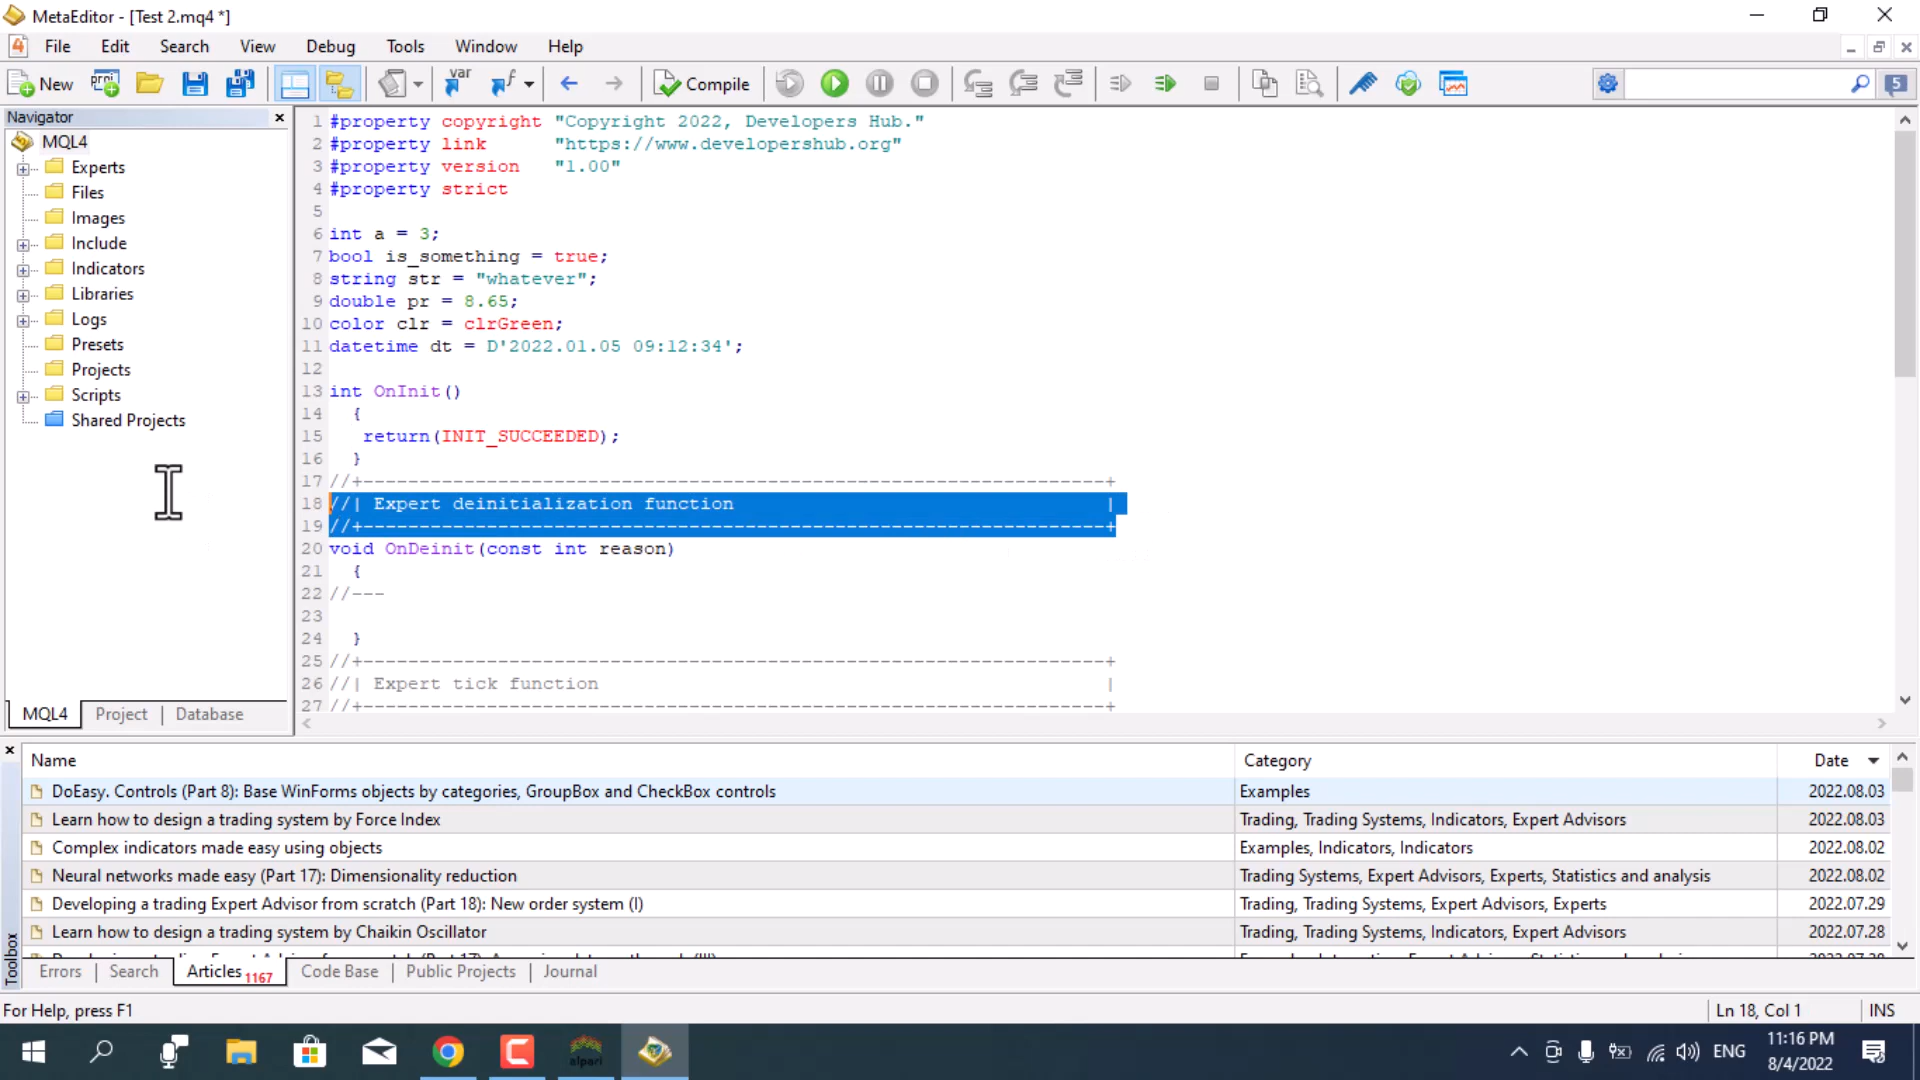 MetaEditor - [Test 2.mq4 *]
File Edit Search View Debug Tools Window Help
New var f Compile 5
Navigator
MQL4
Experts
Files
Images
Include
Indicators
Libraries
Logs
Presets
Projects
Scripts
Shared Projects
MQL4 Project Database
1 #property copyright "Copyright 2022, Developers Hub."
2 #property link "https://www.developershub.org"
3 #property version "1.00"
4 #property strict
5
6 int a = 3;
7 bool is_something = true;
8 string str = "whatever";
9 double pr = 8.65;
10 color clr = clrGreen;
11 datetime dt = D'2022.01.05 09:12:34';
12
13 int OnInit()
14 {
15 return(INIT_SUCCEEDED);
16 }
17 //+------------------------------------------------------------------+
18 //| Expert deinitialization function |
19 //+------------------------------------------------------------------+
20 void OnDeinit(const int reason)
21 {
22 //---
23
24 }
25 //+------------------------------------------------------------------+
26 //| Expert tick function |
27 //+------------------------------------------------------------------+
Name Category Date
DoEasy. Controls (Part 8): Base WinForms objects by categories, GroupBox and CheckBox controls Examples 2022.08.03
Learn how to design a trading system by Force Index Trading, Trading Systems, Indicators, Expert Advisors 2022.08.03
Complex indicators made easy using objects Examples, Indicators, Indicators 2022.08.02
Neural networks made easy (Part 17): Dimensionality reduction Trading Systems, Expert Advisors, Experts, Statistics and analysis 2022.08.02
Developing a trading Expert Advisor from scratch (Part 18): New order system (I) Trading, Trading Systems, Expert Advisors, Experts 2022.07.29
Learn how to design a trading system by Chaikin Oscillator Trading, Trading Systems, Indicators, Expert Advisors 2022.07.28
Toolbox
Errors Search Articles 1167 Code Base Public Projects Journal
For Help, press F1 Ln 18, Col 1 INS
alpari ENG 11:16 PM
8/4/2022